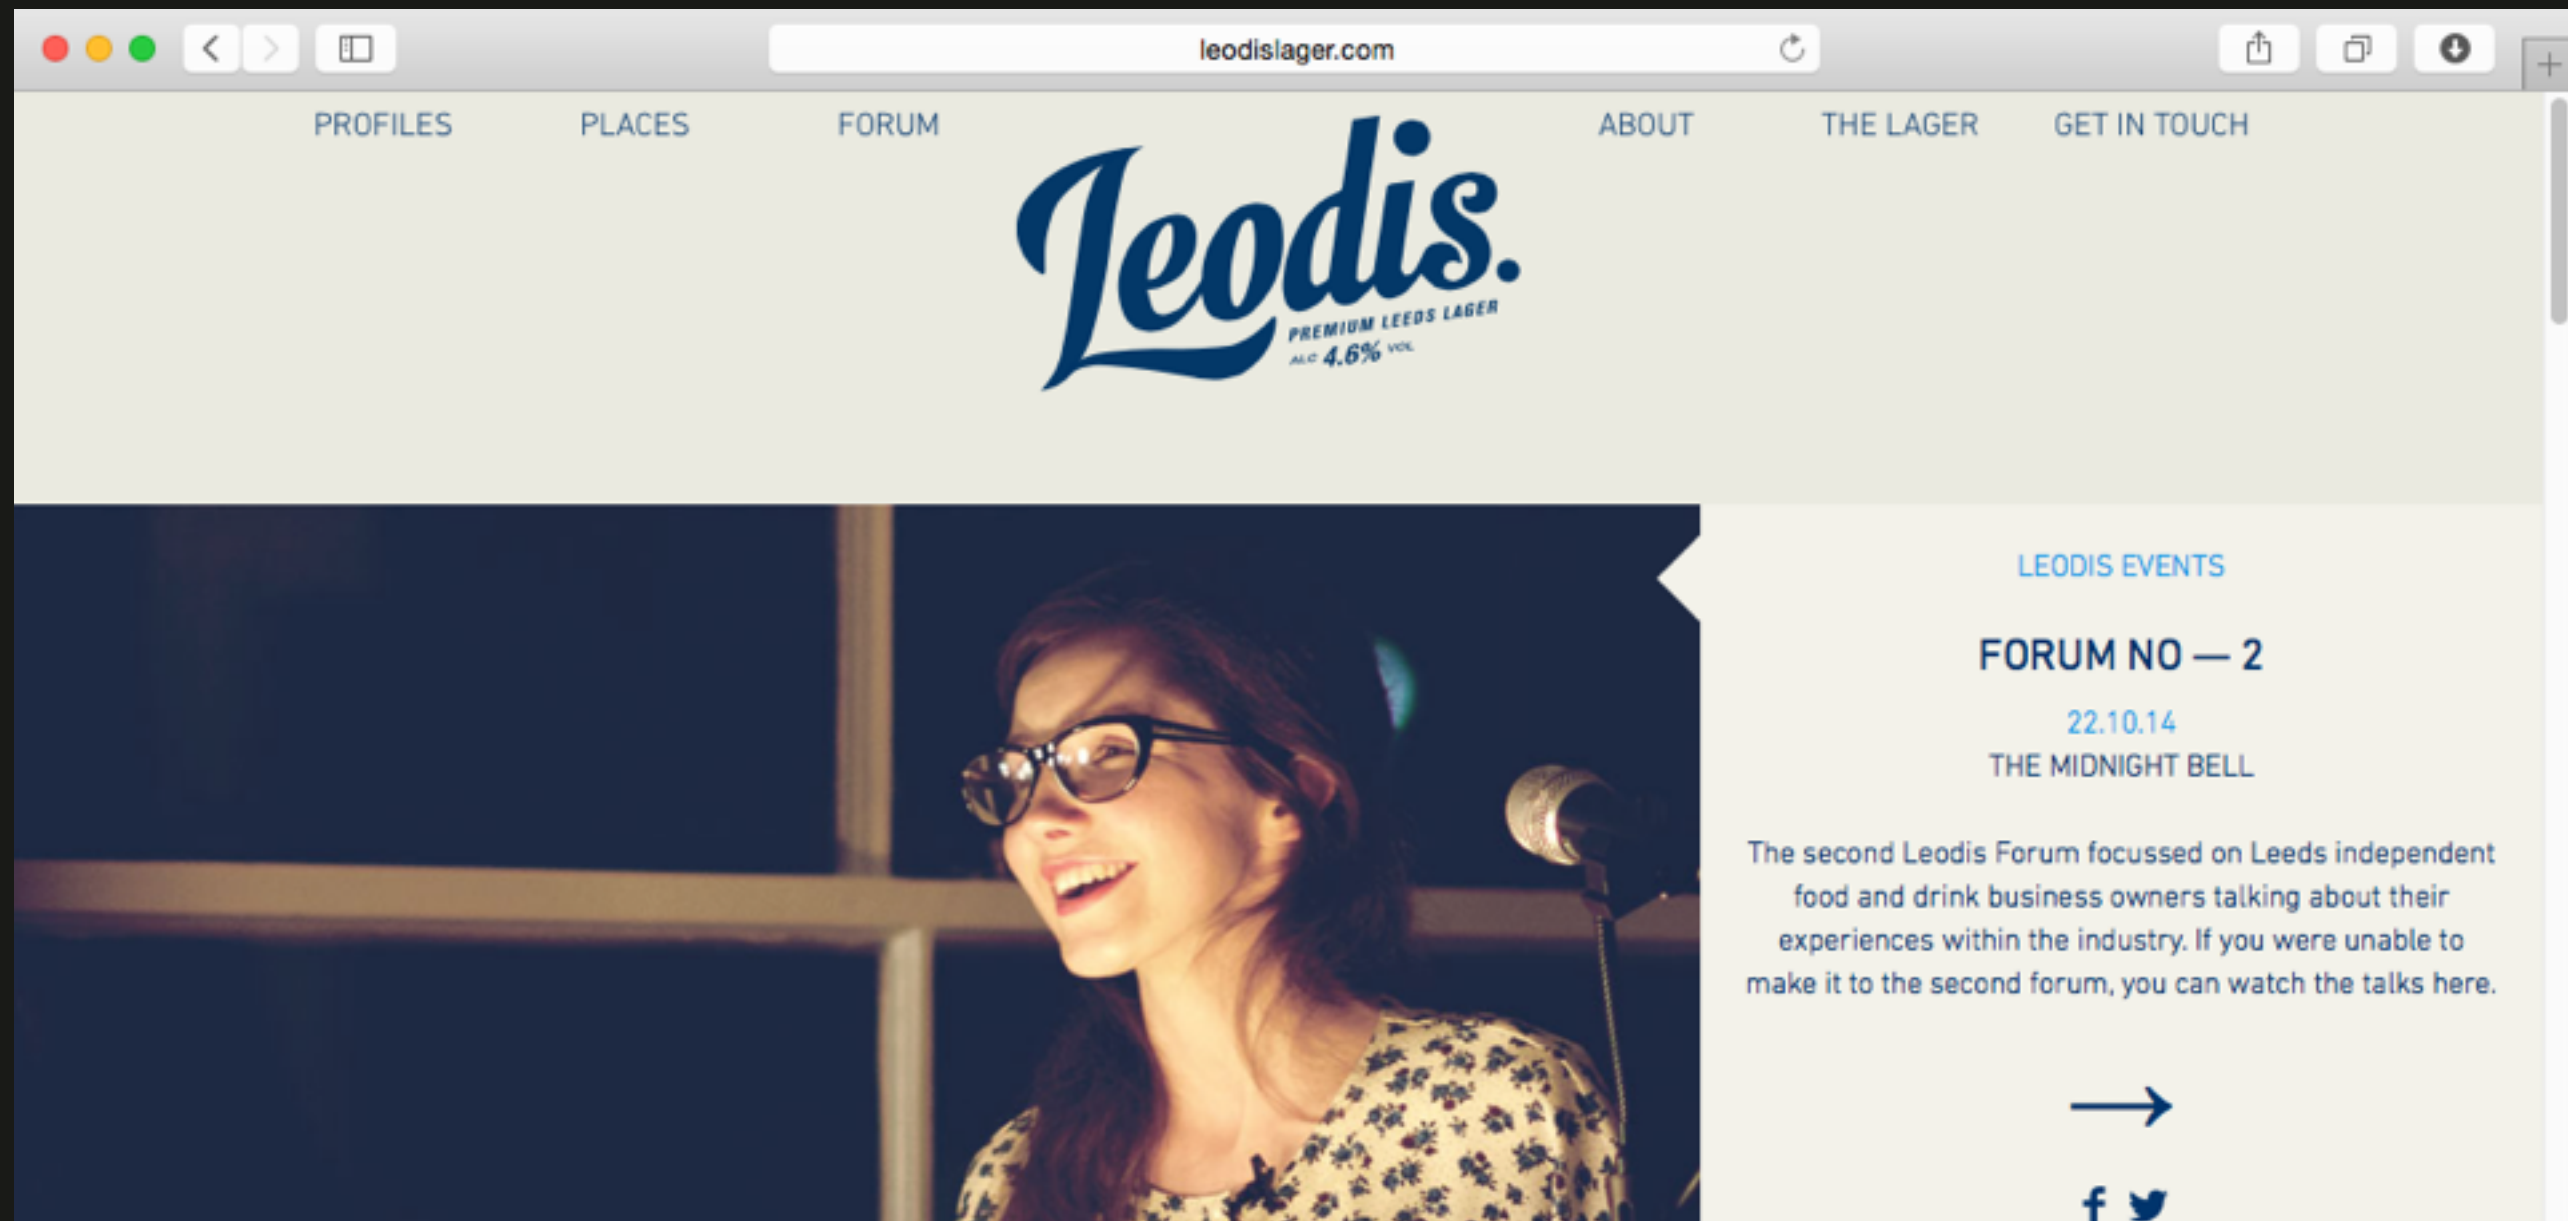 leodislager.com
PROFILES
PLACES
FORUM
Leodis.
PREMIUM LEEDS LAGER
ALC 4.6% VOL
ABOUT
THE LAGER
GET IN TOUCH
LEODIS EVENTS
FORUM NO — 2
22.10.14
THE MIDNIGHT BELL
The second Leodis Forum focussed on Leeds independent
food and drink business owners talking about their
experiences within the industry. If you were unable to
make it to the second forum, you can watch the talks here.